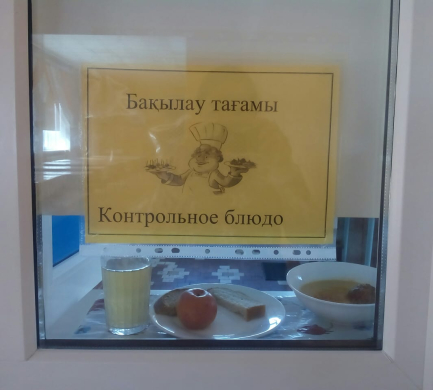 Бақылау тағамы
Контрольное блюдо